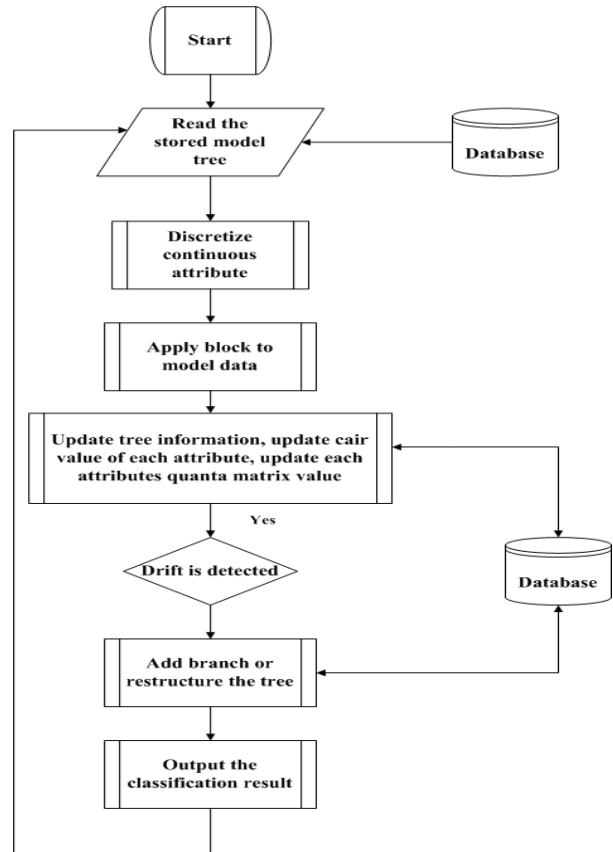 Start
Read the
stored model
tree
Database
Discretize
continuous
attribute
Apply block to
model data
Update tree information, update cair
value of each attribute, update each
attributes quanta matrix value
Yes
Drift is detected
Database
Add branch or
restructure the tree
Output the
classification result